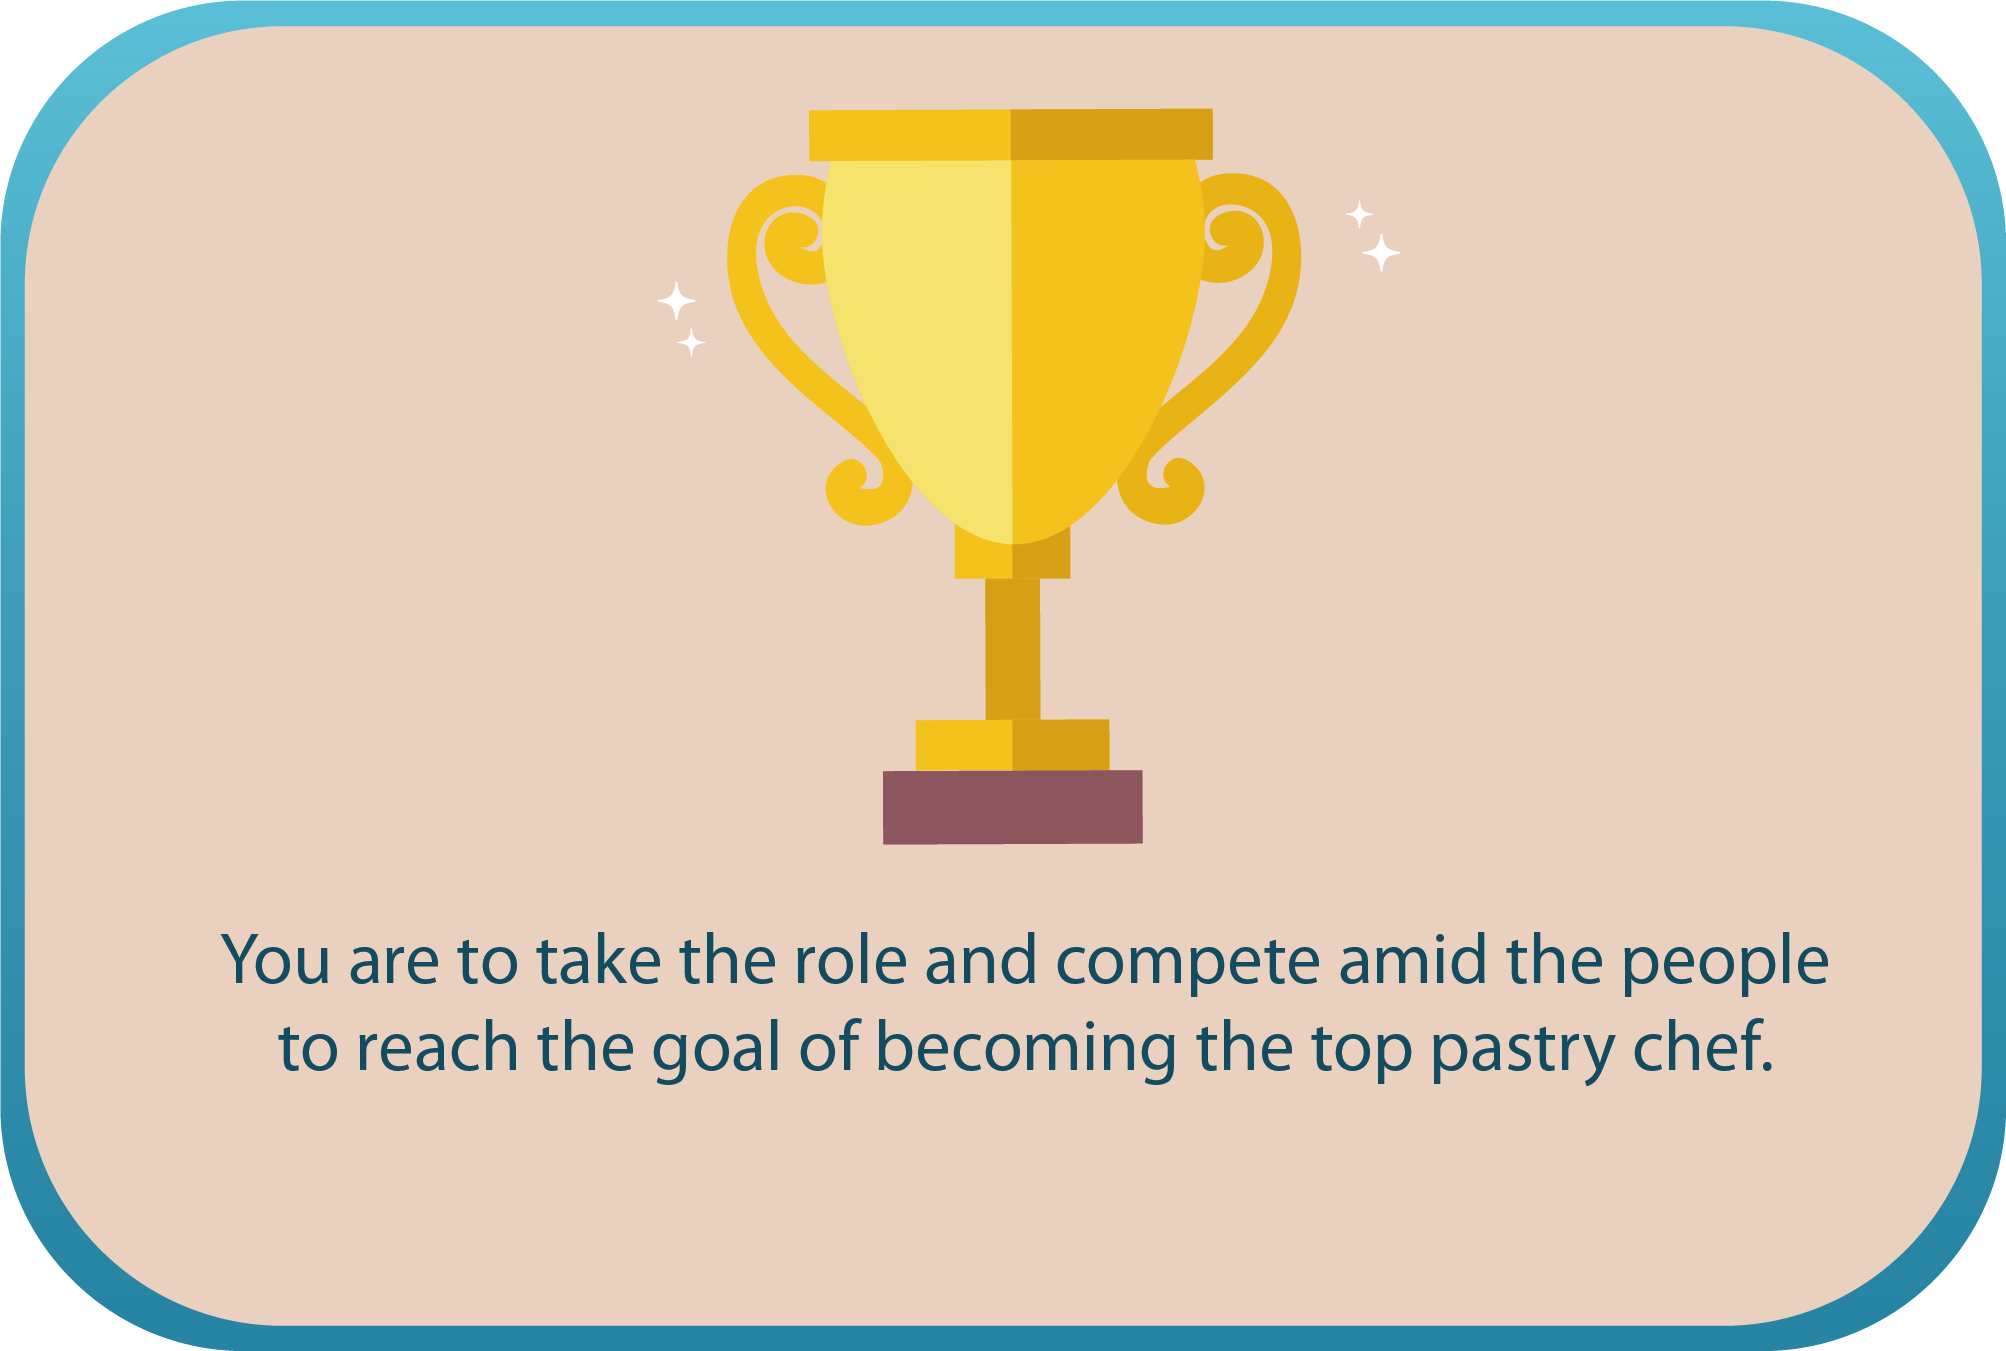 You are to take the role and compete amid the people
to reach the goal of becoming the top pastry chef.